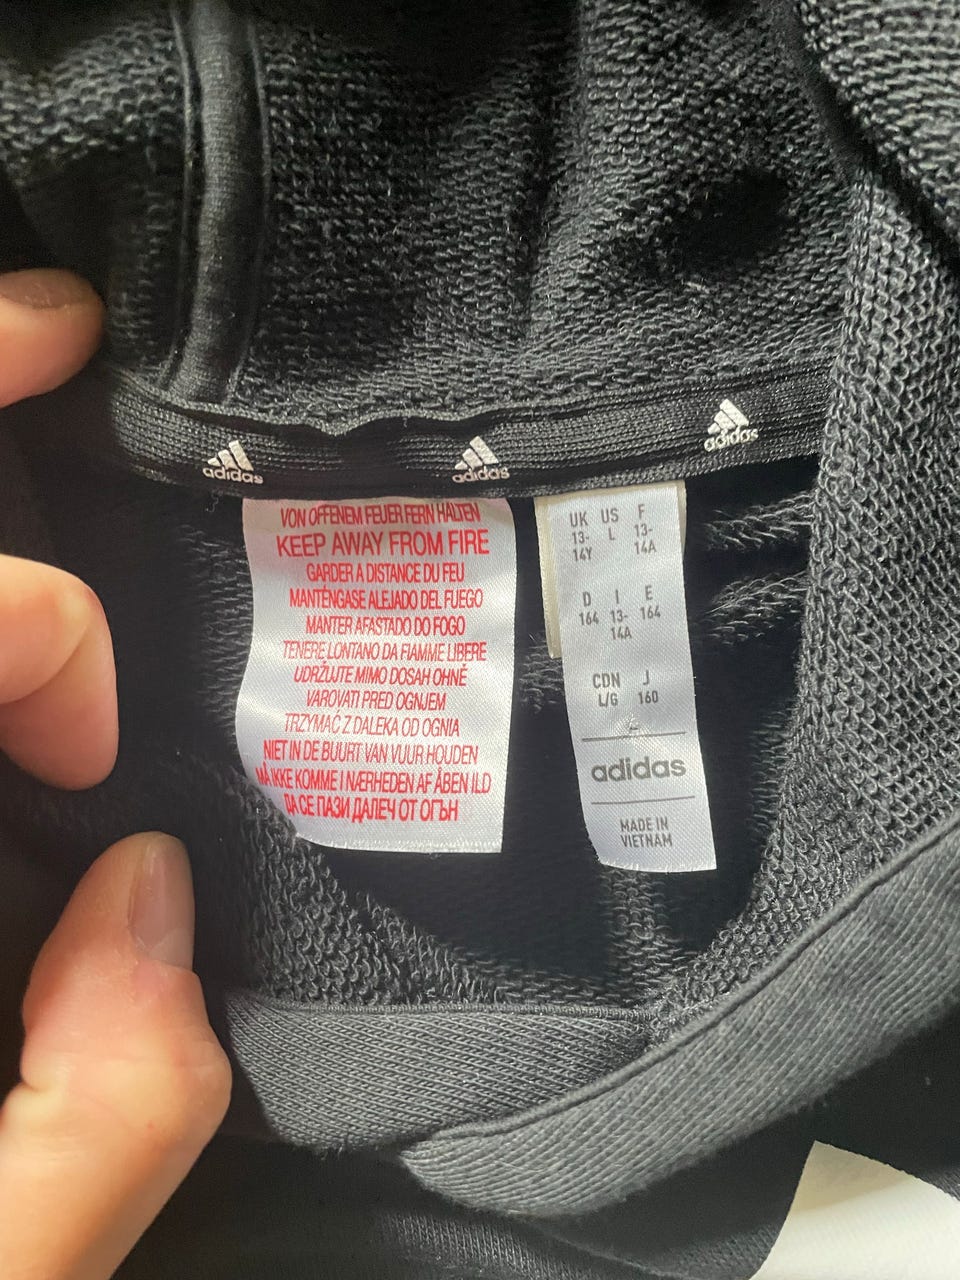 adidas
adidas
adidas
VON OFFENEM FEUER FERN HALTEN
KEEP AWAY FROM FIRE
GARDER A DISTANCE DU FEU
MANTÉNGASE ALEJADO DEL FUEGO
MANTER AFASTADO DO FOGO
TENERE LONTANO DA FIAMME LIBERE
UDRŽUJTE MIMO DOSAH OHNĚ
VAROVATI PRED OGNJEM
TRZYMAĆ Z DALEKA OD OGNIA
NIET IN DE BUURT VAN VUUR HOUDEN
MÅ IKKE KOMME I NÆRHEDEN AF ÅBEN ILD
ДА СЕ ПАЗИ ДАЛЕЧ ОТ ОГЪН
UK US F
13- L 13-
14Y 14A
D I E
164 13- 164
14A
CDN J
L/G 160
adidas
MADE IN
VIETNAM